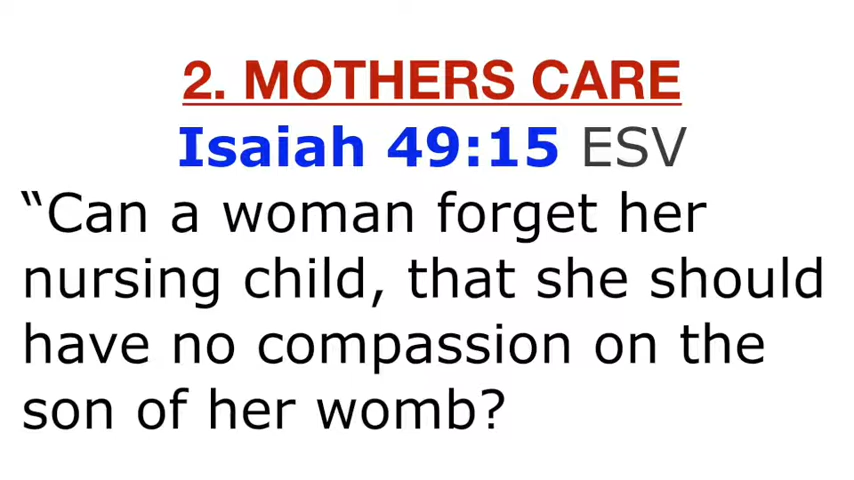 2. MOTHERS CARE
Isaiah 49:15 ESV
“Can a woman forget her
nursing child, that she should
have no compassion on the
son of her womb?